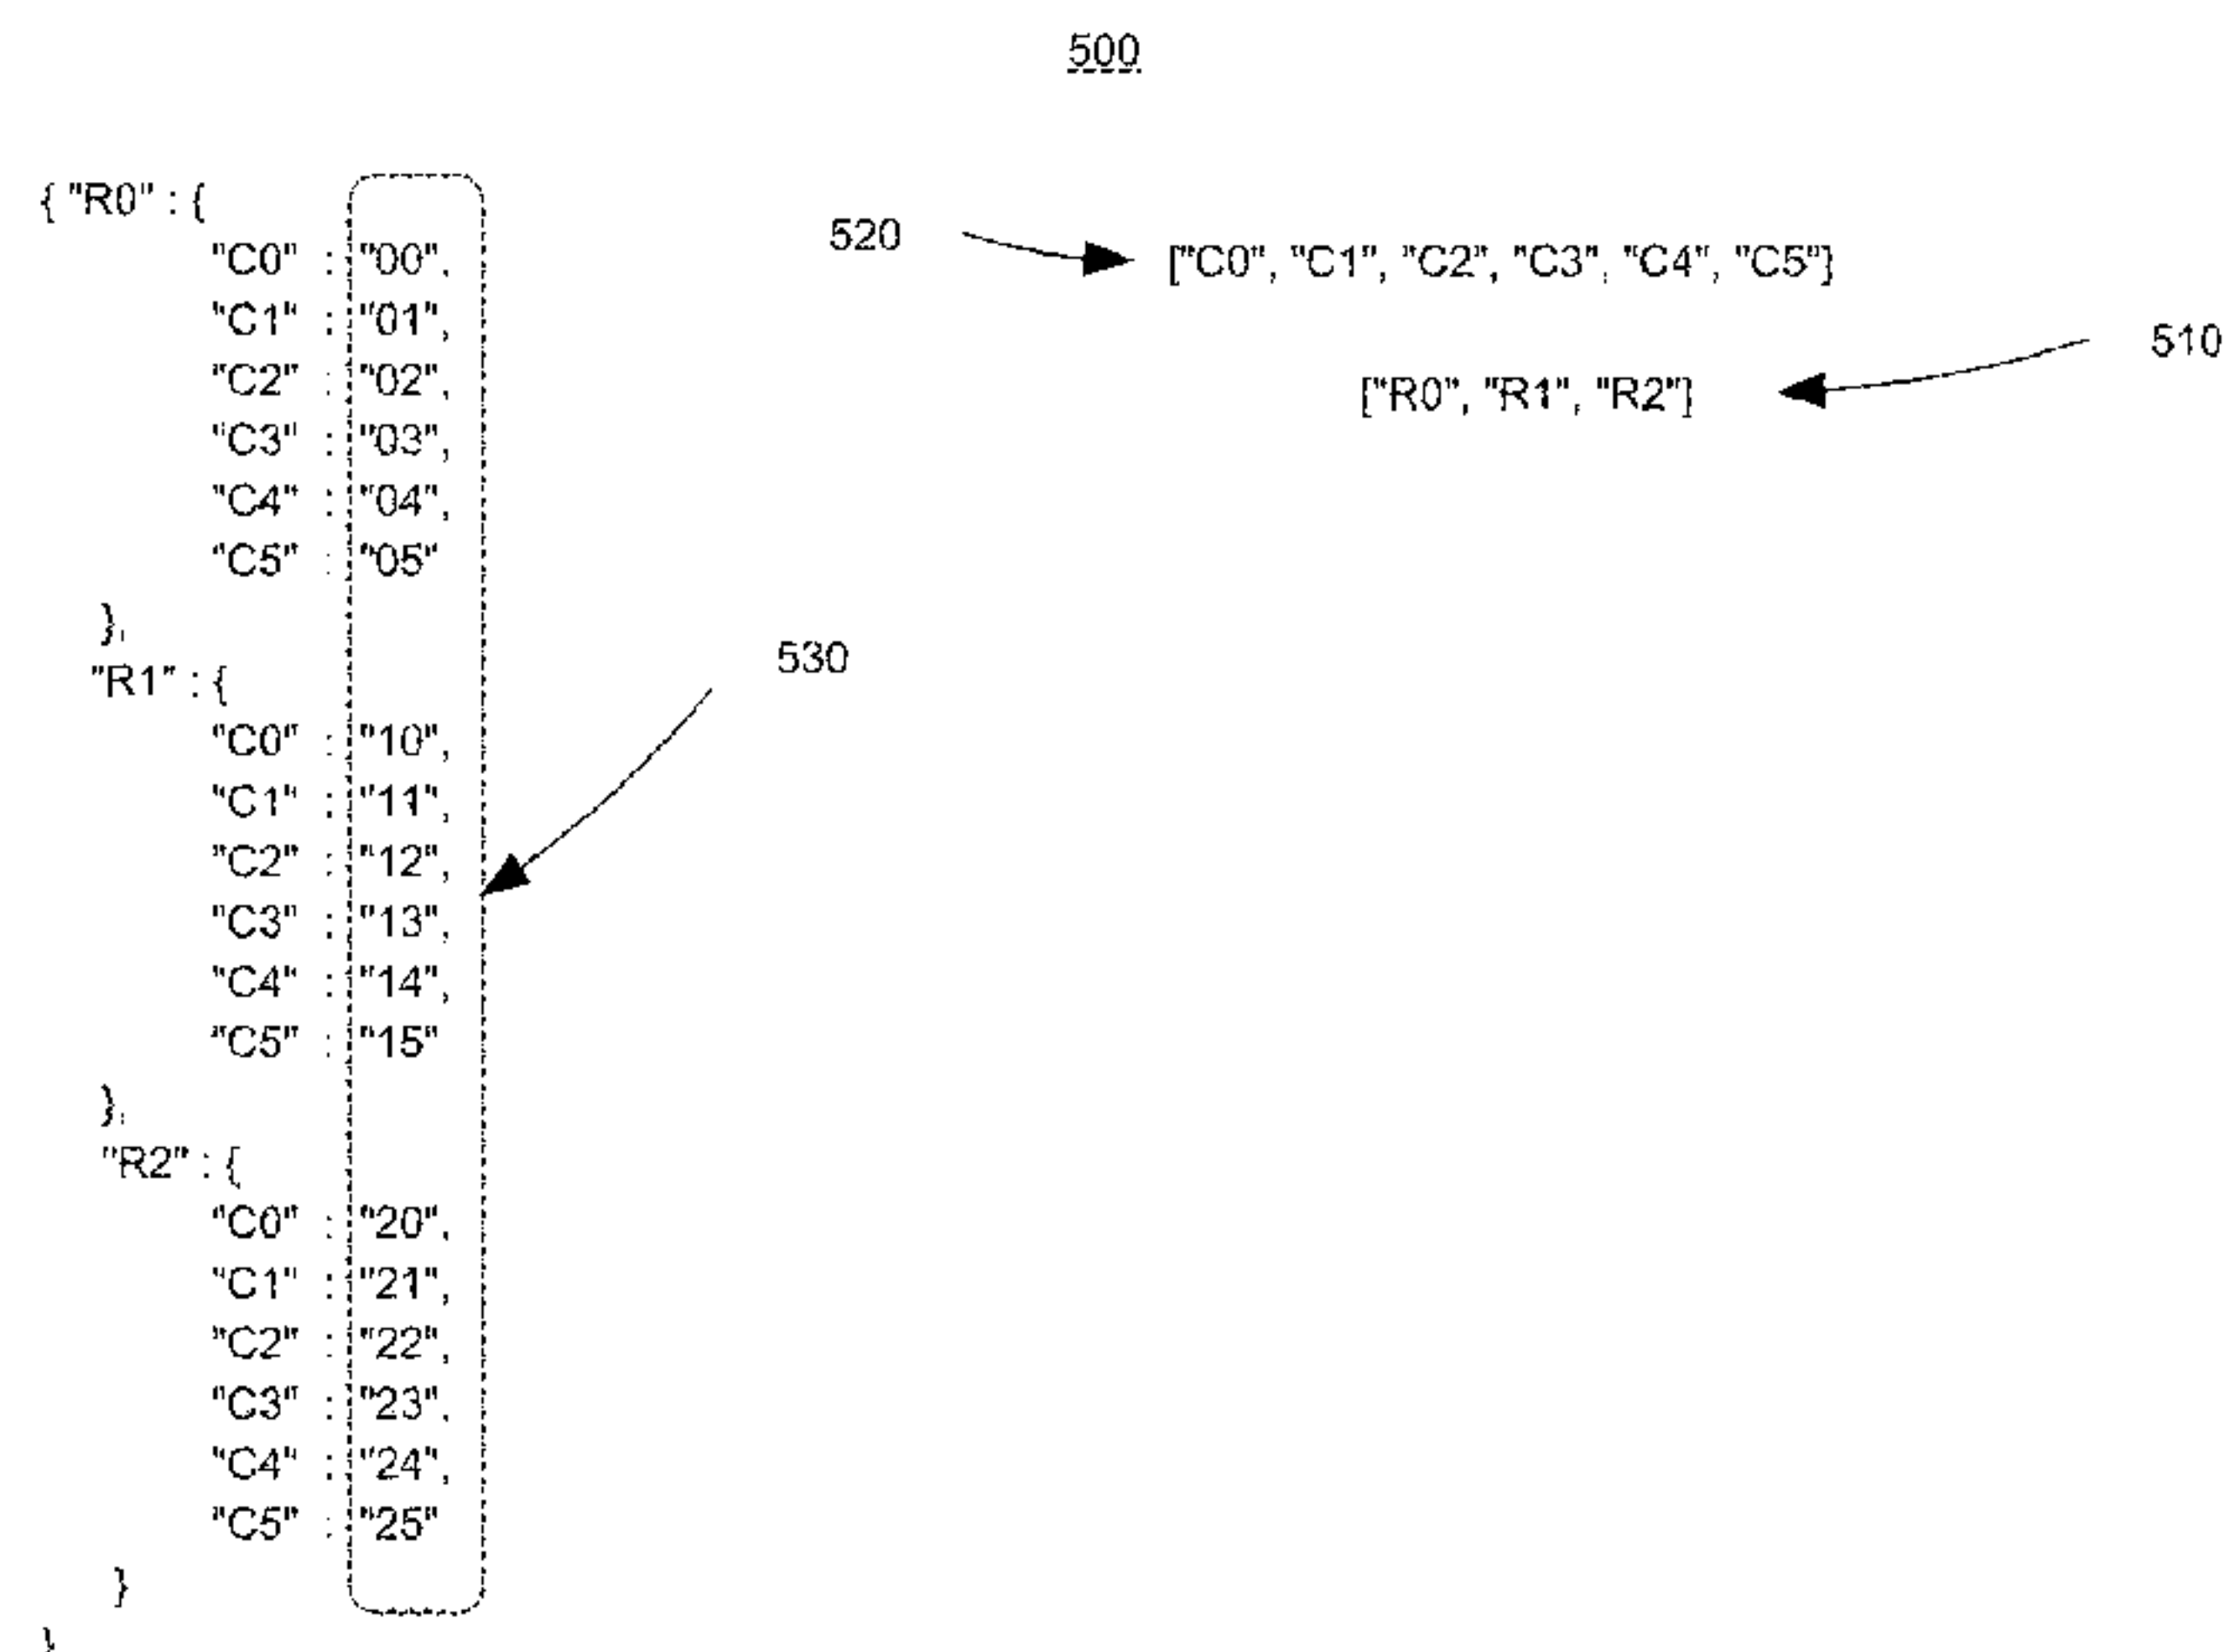 500
{ "R0" : {
"C0" : "00",
"C1" : "01",
"C2" : "02",
"C3" : "03",
"C4" : "04",
"C5" : "05"
},
"R1" : {
"C0" : "10",
"C1" : "11",
"C2" : "12",
"C3" : "13",
"C4" : "14",
"C5" : "15"
},
"R2" : {
"C0" : "20",
"C1" : "21",
"C2" : "22",
"C3" : "23",
"C4" : "24",
"C5" : "25"
}
}
520
["C0", "C1", "C2", "C3", "C4", "C5"]
510
["R0", "R1", "R2"]
530